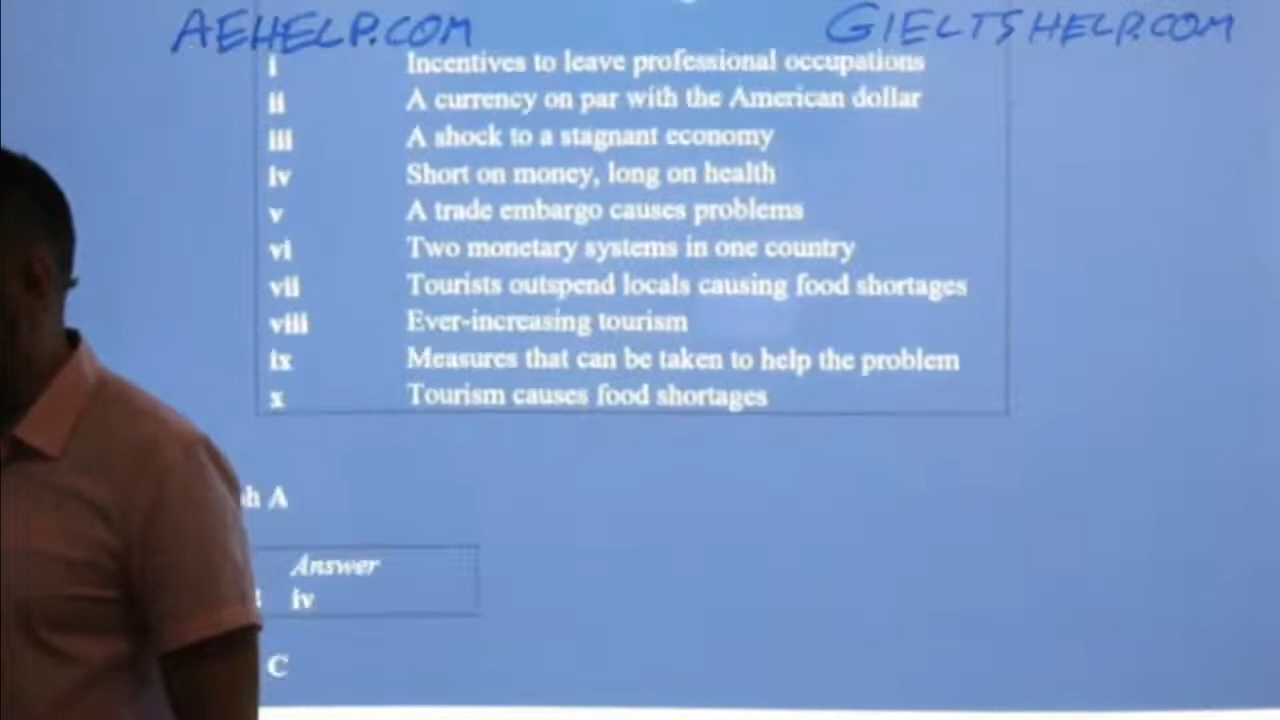 AEHELP.COM GIELTSHELP.COM
i Incentives to leave professional occupations
ii A currency on par with the American dollar
iii A shock to a stagnant economy
iv Short on money, long on health
v A trade embargo causes problems
vi Two monetary systems in one country
vii Tourists outspend locals causing food shortages
viii Ever-increasing tourism
ix Measures that can be taken to help the problem
x Tourism causes food shortages
h A
Answer
iv
C